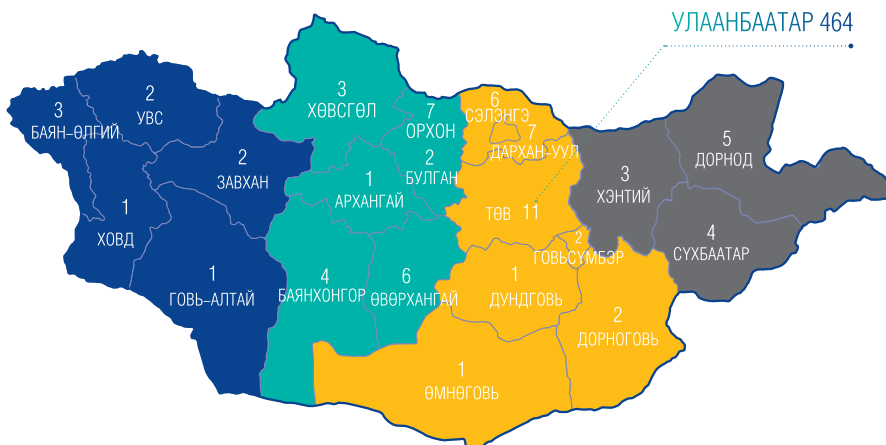 УЛААНБААТАР 464
3
БАЯН-ӨЛГИЙ
2
УВС
2
ЗАВХАН
1
ХОВД
1
ГОВЬ-АЛТАЙ
3
ХӨВСГӨЛ
7
ОРХОН
2
БУЛГАН
1
АРХАНГАЙ
4
БАЯНХОНГОР
6
ӨВӨРХАНГАЙ
6
СЭЛЭНГЭ
7
ДАРХАН-УУЛ
ТӨВ 11
2
ГОВЬСҮМБЭР
1
ДУНДГОВЬ
2
ДОРНОГОВЬ
1
ӨМНӨГОВЬ
3
ХЭНТИЙ
5
ДОРНОД
4
СҮХБААТАР